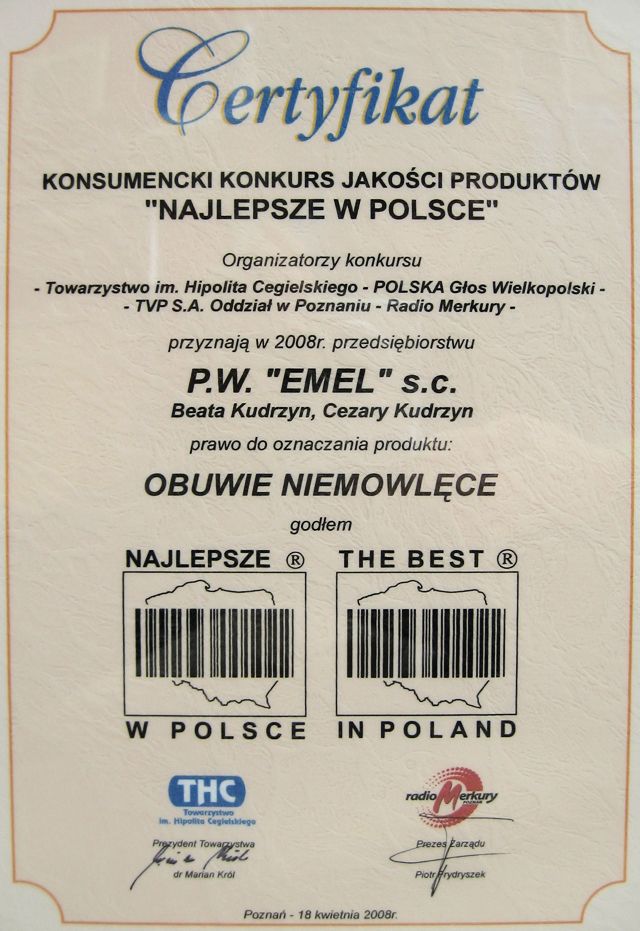 Certyfikat
KONSUMENCKI KONKURS JAKOŚCI PRODUKTÓW
"NAJLEPSZE W POLSCE"
Organizatorzy konkursu
- Towarzystwo im. Hipolita Cegielskiego - POLSKA Głos Wielkopolski -
- TVP S.A. Oddział w Poznaniu - Radio Merkury -
przyznają w 2008r. przedsiębiorstwu
P.W. "EMEL" s.c.
Beata Kudrzyn, Cezary Kudrzyn
prawo do oznaczania produktu:
OBUWIE NIEMOWLĘCE
godłem
NAJLEPSZE ®
W POLSCE
THE BEST ®
IN POLAND
THC
Towarzystwo
im. Hipolita Cegielskiego
Prezydent Towarzystwa
dr Marian Król
radio Merkury
POZNAŃ
Prezes Zarządu
Piotr Frydryszek
Poznań - 18 kwietnia 2008r.